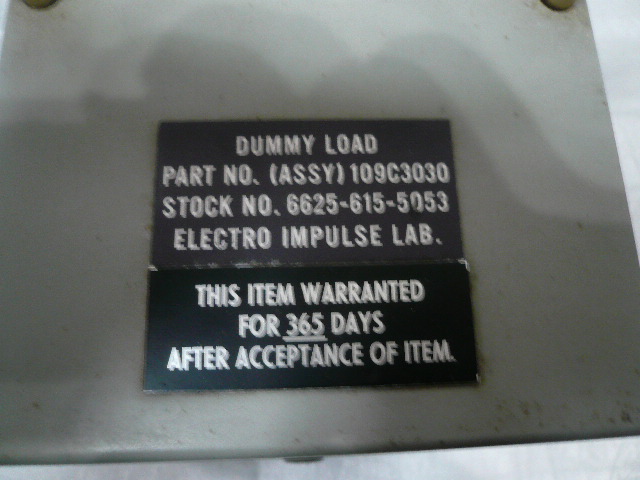 DUMMY LOAD
PART NO. (ASSY) 109C3030
STOCK NO. 6625-615-5053
ELECTRO IMPULSE LAB.
THIS ITEM WARRANTED
FOR 365 DAYS
AFTER ACCEPTANCE OF ITEM.